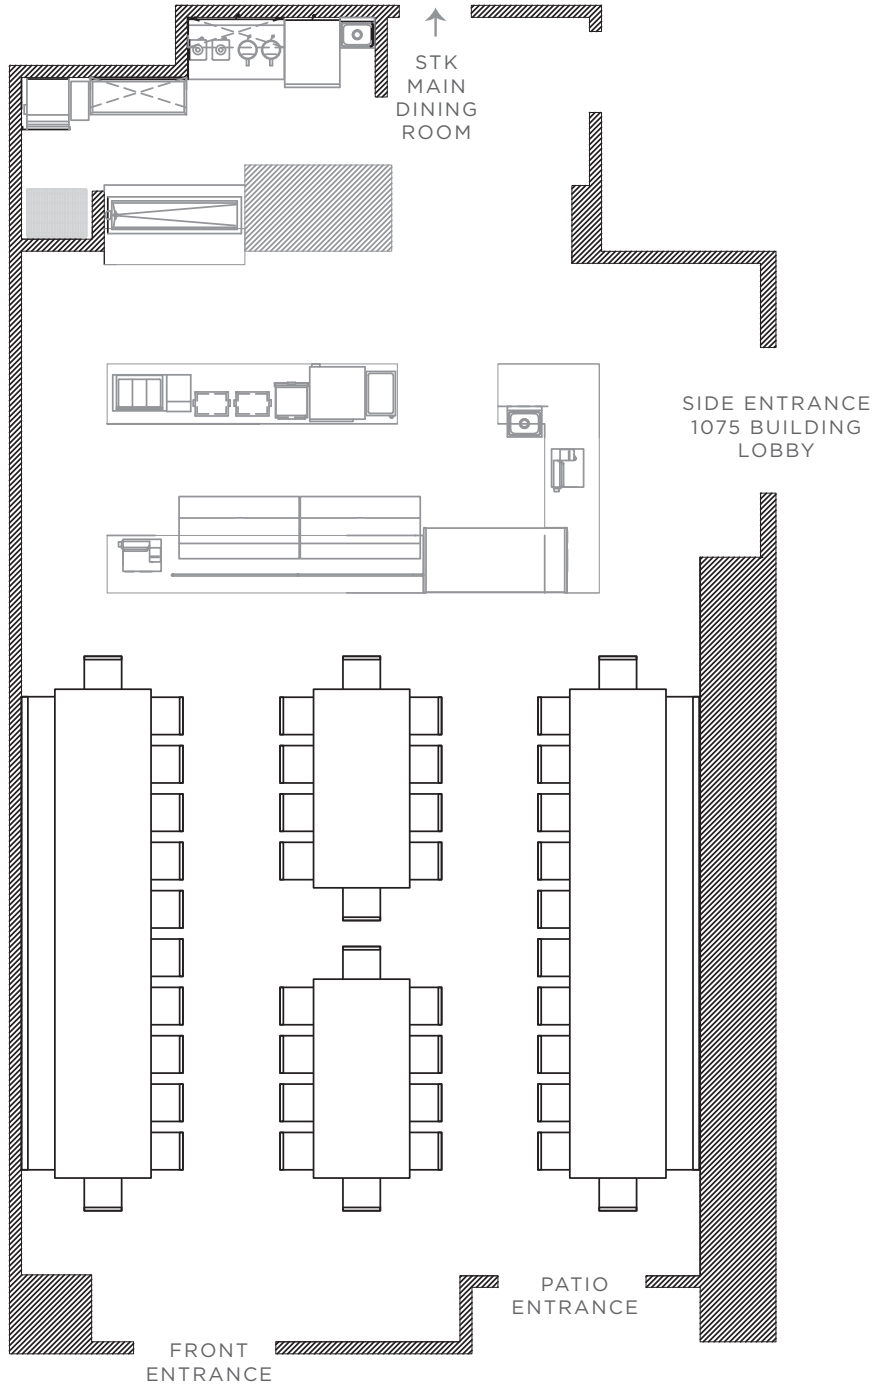 STK
MAIN
DINING
ROOM
SIDE ENTRANCE
1075 BUILDING
LOBBY
PATIO
ENTRANCE
FRONT
ENTRANCE